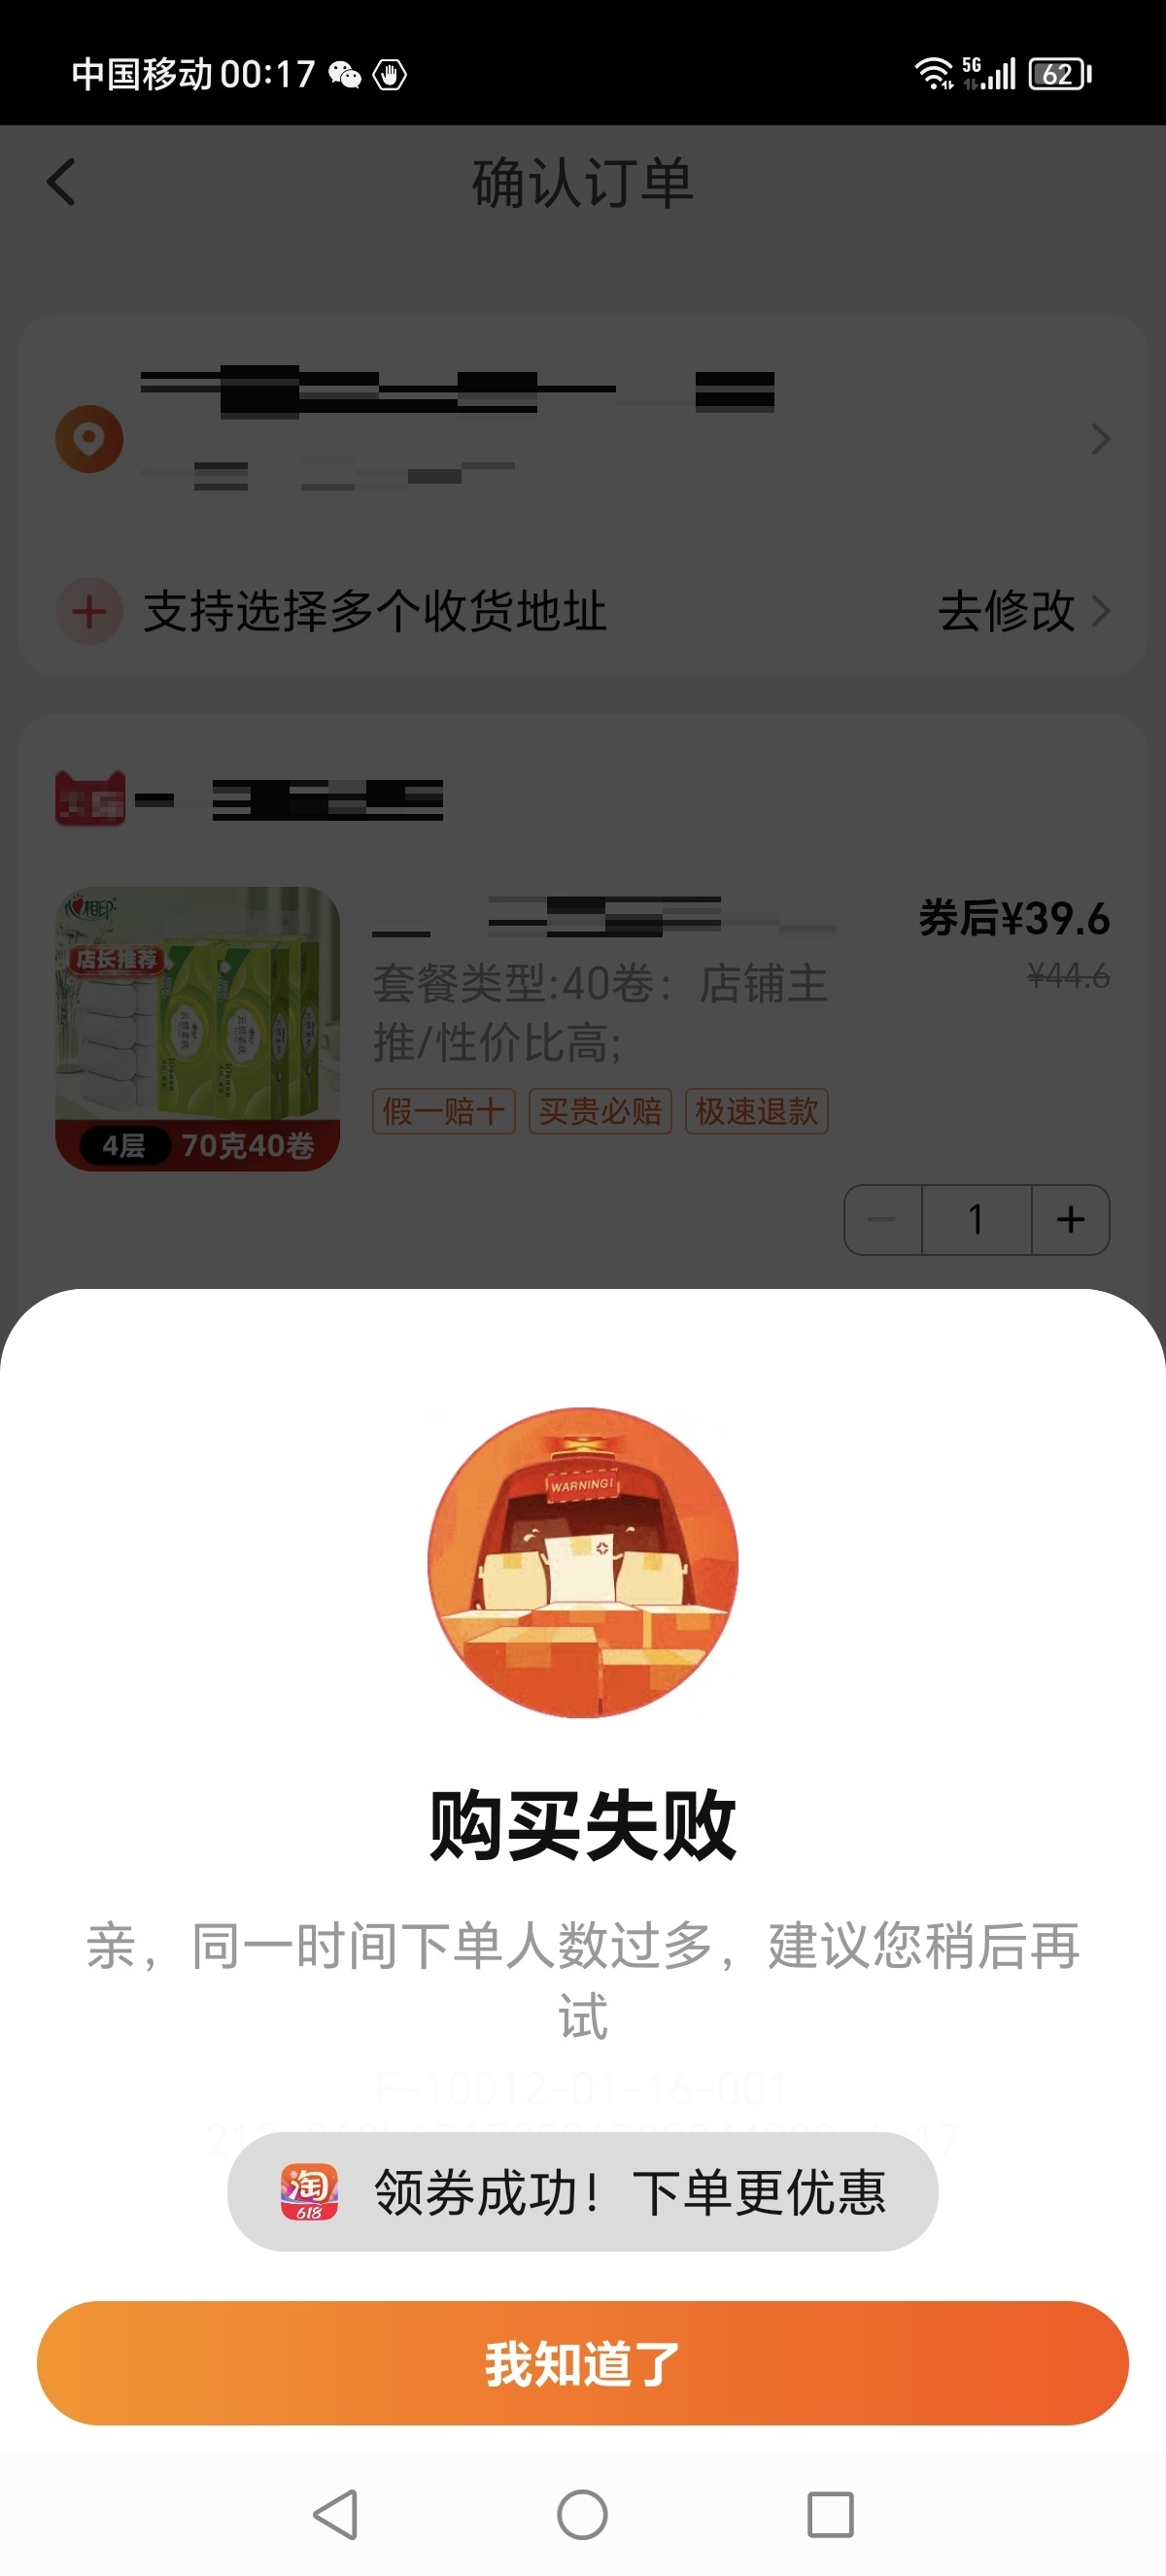 中国移动 00:17 5G 62
确认订单
支持选择多个收货地址 去修改
心相印
店长推荐
4层 70克40卷
券后¥39.6
¥44.6
套餐类型:40卷：店铺主
推/性价比高;
假一赔十 买贵必赔 极速退款
1
WARNING!
购买失败
亲，同一时间下单人数过多，建议您稍后再
试
F-10012-01-16-001
淘 618 领券成功！下单更优惠
我知道了